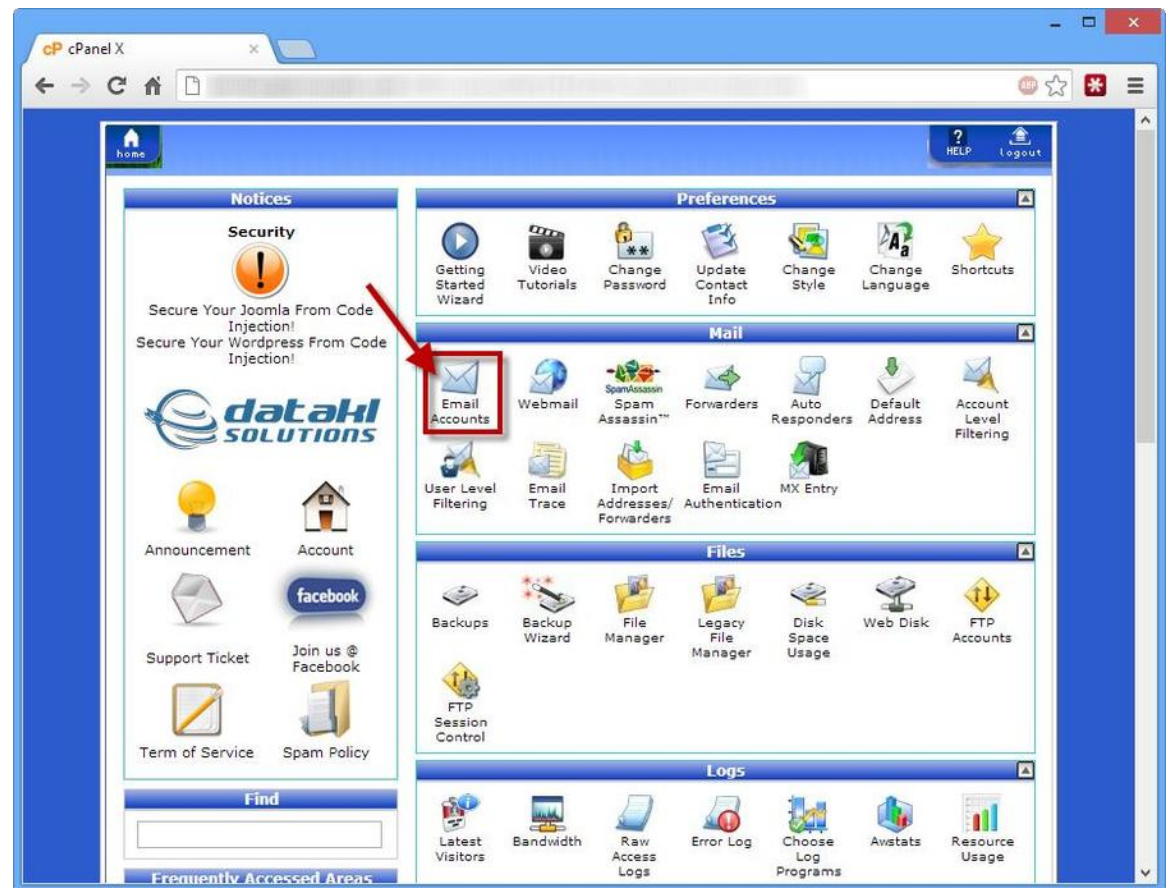 cP cPanel X
ABP
home
? HELP
logout
Notices
Security
!
Secure Your Joomla From Code
Injection!
Secure Your Wordpress From Code
Injection!
datakl
SOLUTIONS
Announcement
Account
facebook
Support Ticket
Join us @
Facebook
Term of Service
Spam Policy
Find
Frequently Accessed Areas
Preferences
Getting
Started
Wizard
Video
Tutorials
**
Change
Password
Update
Contact
Info
Change
Style
Aa
Change
Language
Shortcuts
Mail
Email
Accounts
Webmail
SpamAssassin
Spam
Assassin™
Forwarders
Auto
Responders
Default
Address
Account
Level
Filtering
User Level
Filtering
Email
Trace
Import
Addresses/
Forwarders
Email
Authentication
MX Entry
Files
Backups
Backup
Wizard
File
Manager
Legacy
File
Manager
Disk
Space
Usage
Web Disk
FTP
Accounts
FTP
Session
Control
Logs
Latest
Visitors
Bandwidth
Raw
Access
Logs
Error Log
Choose
Log
Programs
Awstats
Resource
Usage